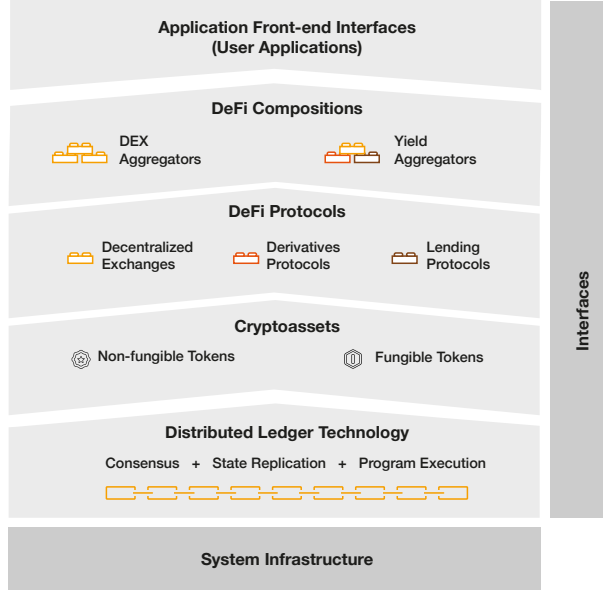 Application Front-end Interfaces
(User Applications)
DeFi Compositions
DEX
Aggregators
Yield
Aggregators
DeFi Protocols
Decentralized
Exchanges
Derivatives
Protocols
Lending
Protocols
Cryptoassets
Non-fungible Tokens
Fungible Tokens
Distributed Ledger Technology
Consensus + State Replication + Program Execution
System Infrastructure
Interfaces